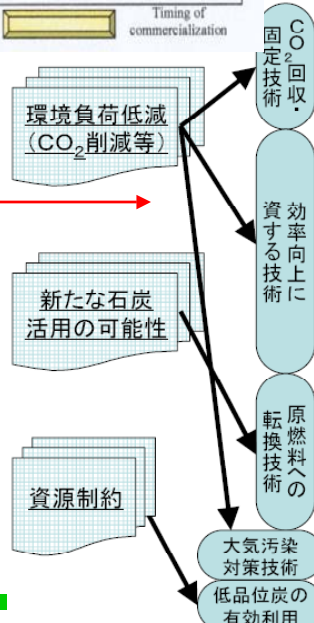 Timing of
commercialization
環境負荷低減
(CO2削減等)
新たな石炭
活用の可能性
資源制約
CO2回収・
固定技術
効率向上に
資する技術
原燃料への
転換技術
大気汚染
対策技術
低品位炭の
有効利用